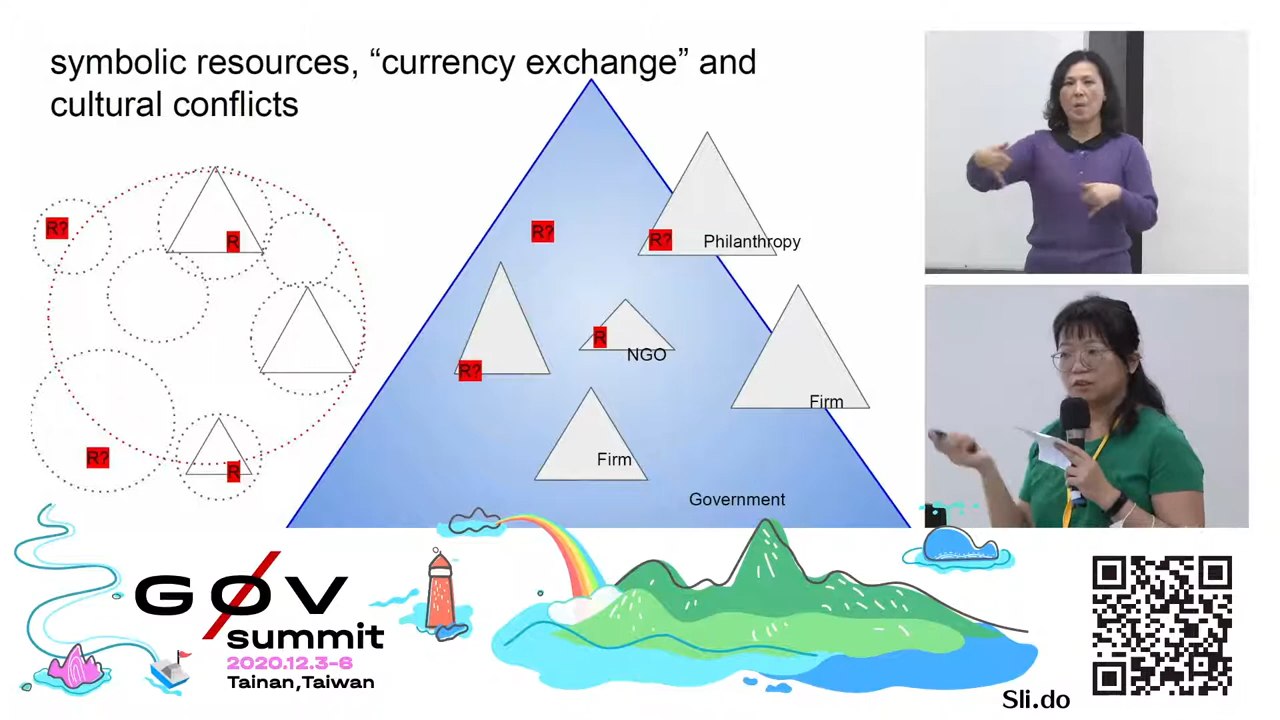 symbolic resources, “currency exchange” and
cultural conflicts
R?
R
R?
R
R?
R?
Philanthropy
R
NGO
R?
Firm
Firm
Government
GØV
summit
2020.12.3-6
Tainan,Taiwan
Sli.do